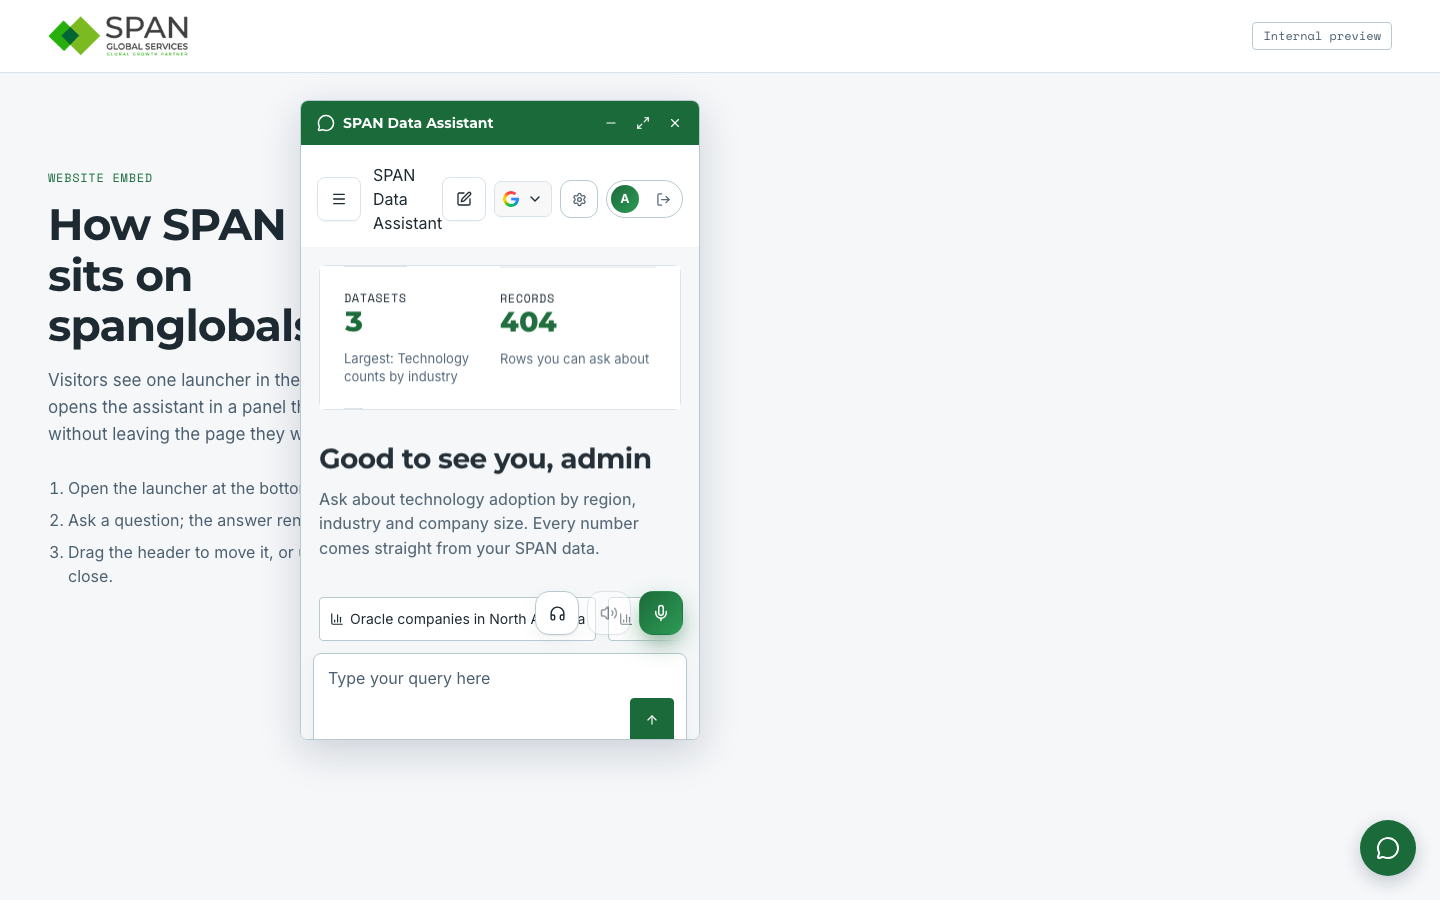 SPAN
GLOBAL SERVICES
GLOBAL GROWTH PARTNER
Internal preview
WEBSITE EMBED
How SPAN
sits on
spanglobals
Visitors see one launcher in the
opens the assistant in a panel th
without leaving the page they w
1. Open the launcher at the botto
2. Ask a question; the answer ren
3. Drag the header to move it, or
close.
SPAN Data Assistant
SPAN
Data
Assistant
A
DATASETS
3
Largest: Technology
counts by industry
RECORDS
404
Rows you can ask about
Good to see you, admin
Ask about technology adoption by region,
industry and company size. Every number
comes straight from your SPAN data.
Oracle companies in North
Type your query here